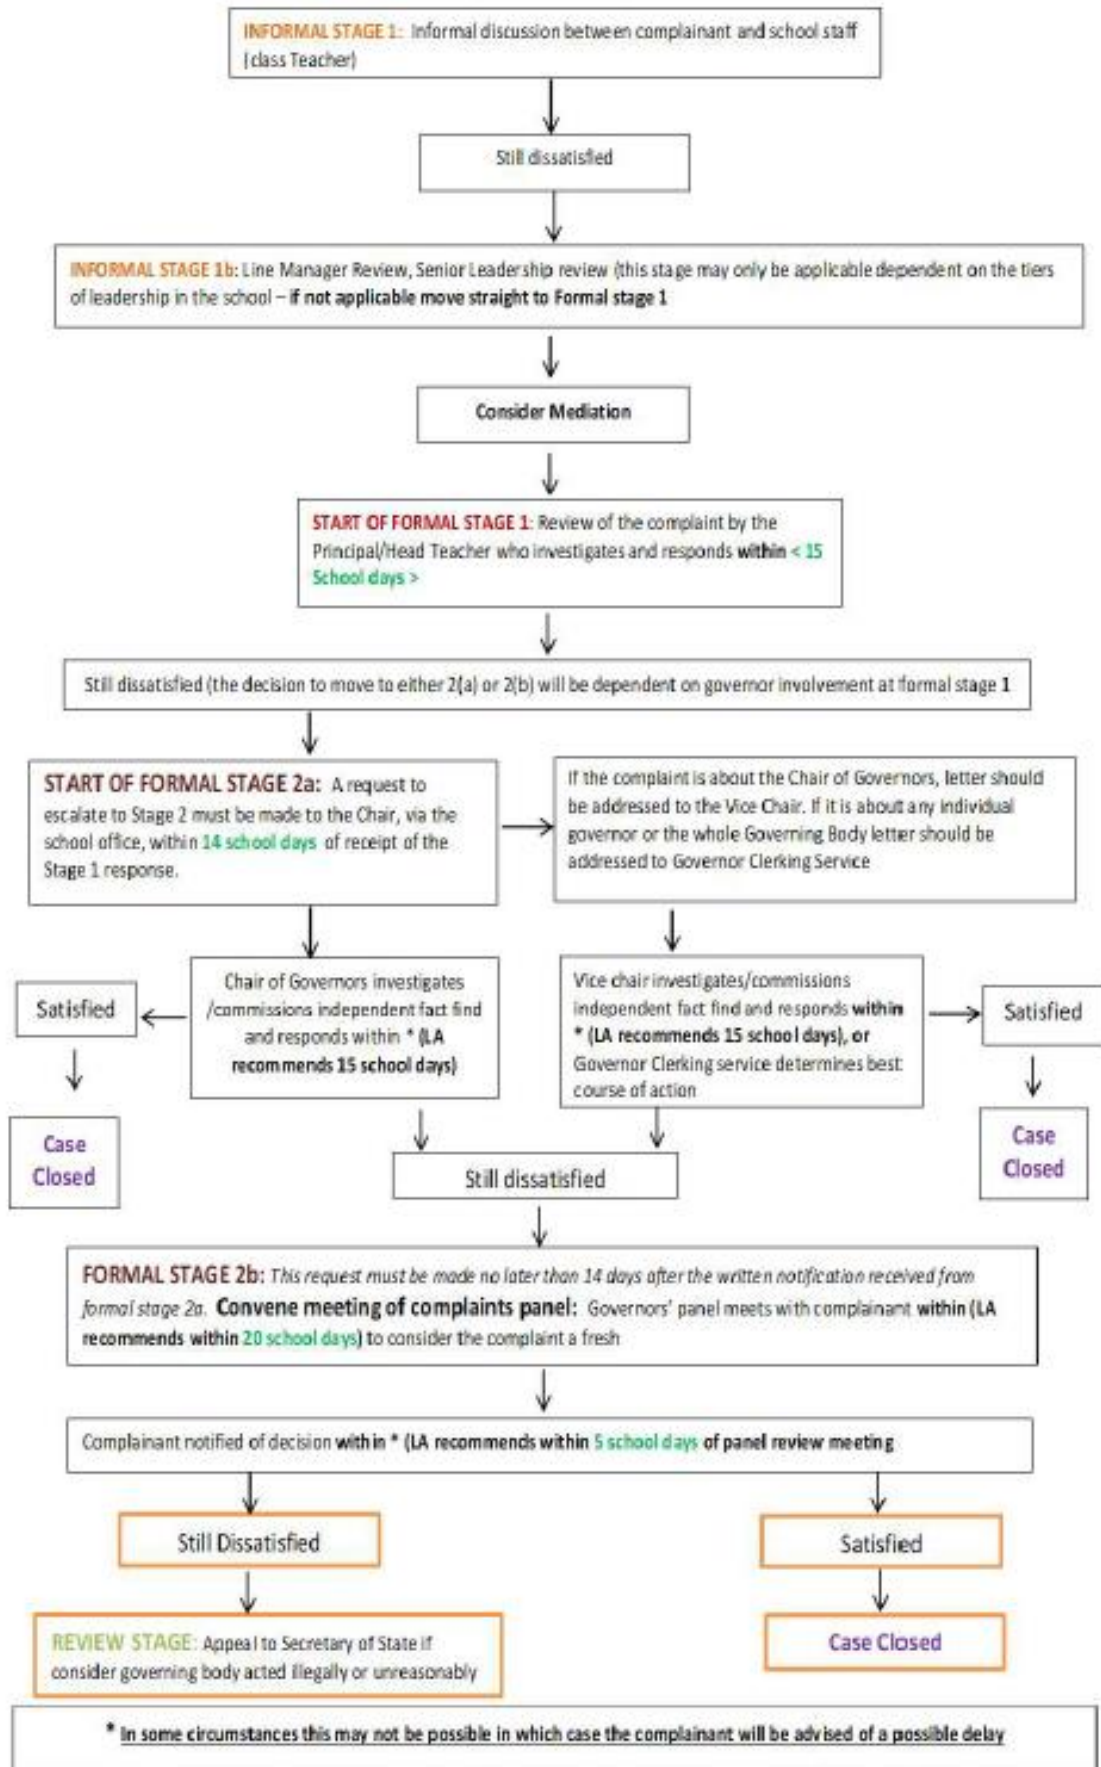 INFORMAL STAGE 1: Informal discussion between complainant and school staff
(class Teacher)
Still dissatisfied
INFORMAL STAGE 1b: Line Manager Review, Senior Leadership review (this stage may only be applicable dependent on the tiers
of leadership in the school – if not applicable move straight to Formal stage 1
Consider Mediation
START OF FORMAL STAGE 1: Review of the complaint by the
Principal/Head Teacher who investigates and responds within < 15
School days >
Still dissatisfied (the decision to move to either 2(a) or 2(b) will be dependent on governor involvement at formal stage 1
START OF FORMAL STAGE 2a: A request to
escalate to Stage 2 must be made to the Chair, via the
school office, within 14 school days of receipt of the
Stage 1 response.
If the complaint is about the Chair of Governors, letter should
be addressed to the Vice Chair. If it is about any individual
governor or the whole Governing Body letter should be
addressed to Governor Clerking Service
Satisfied
Chair of Governors investigates
/commissions independent fact find
and responds within * (LA
recommends 15 school days)
Vice chair investigates/commissions
independent fact find and responds within
* (LA recommends 15 school days), or
Governor Clerking service determines best
course of action
Satisfied
Case
Closed
Case
Closed
Still dissatisfied
FORMAL STAGE 2b: This request must be made no later than 14 days after the written notification received from
formal stage 2a. Convene meeting of complaints panel: Governors' panel meets with complainant within (LA
recommends within 20 school days) to consider the complaint a fresh
Complainant notified of decision within * (LA recommends within 5 school days of panel review meeting
Still Dissatisfied
Satisfied
REVIEW STAGE: Appeal to Secretary of State if
consider governing body acted illegally or unreasonably
Case Closed
* In some circumstances this may not be possible in which case the complainant will be advised of a possible delay